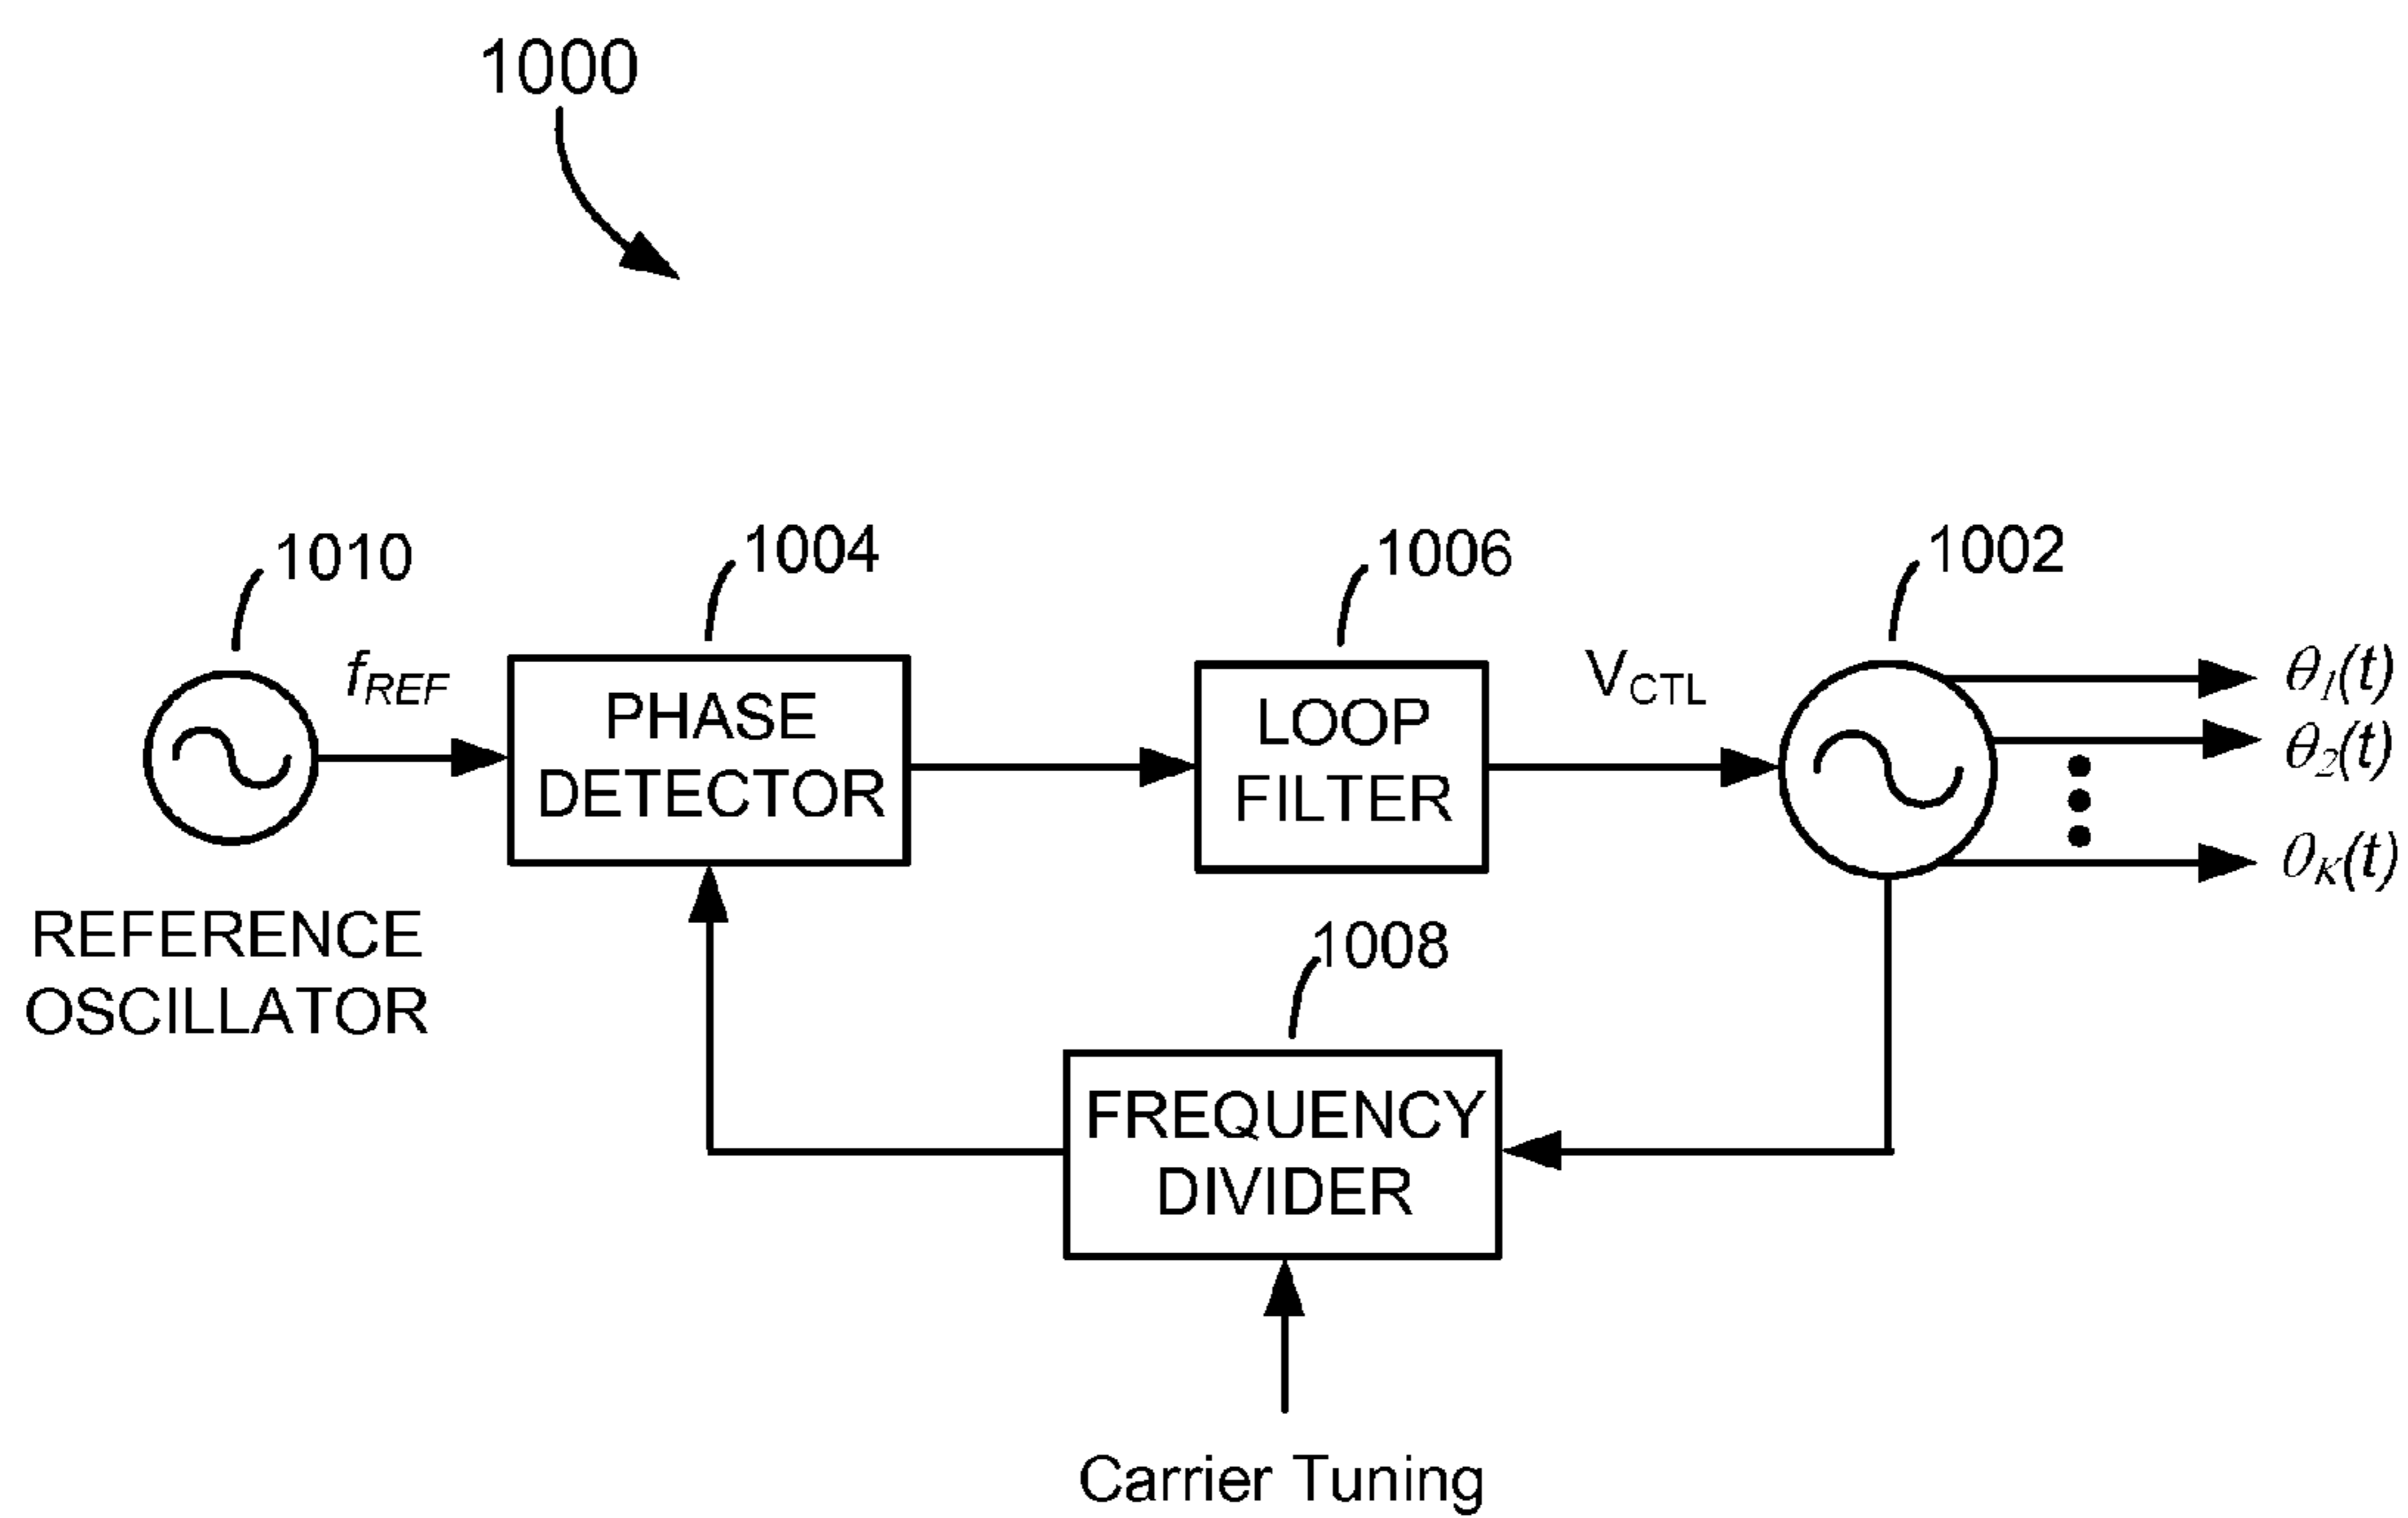 1000
1010
1004
1006
1002
fREF
PHASE
DETECTOR
LOOP
FILTER
VCTL
θ1(t)
θ2(t)
θK(t)
REFERENCE
OSCILLATOR
1008
FREQUENCY
DIVIDER
Carrier Tuning